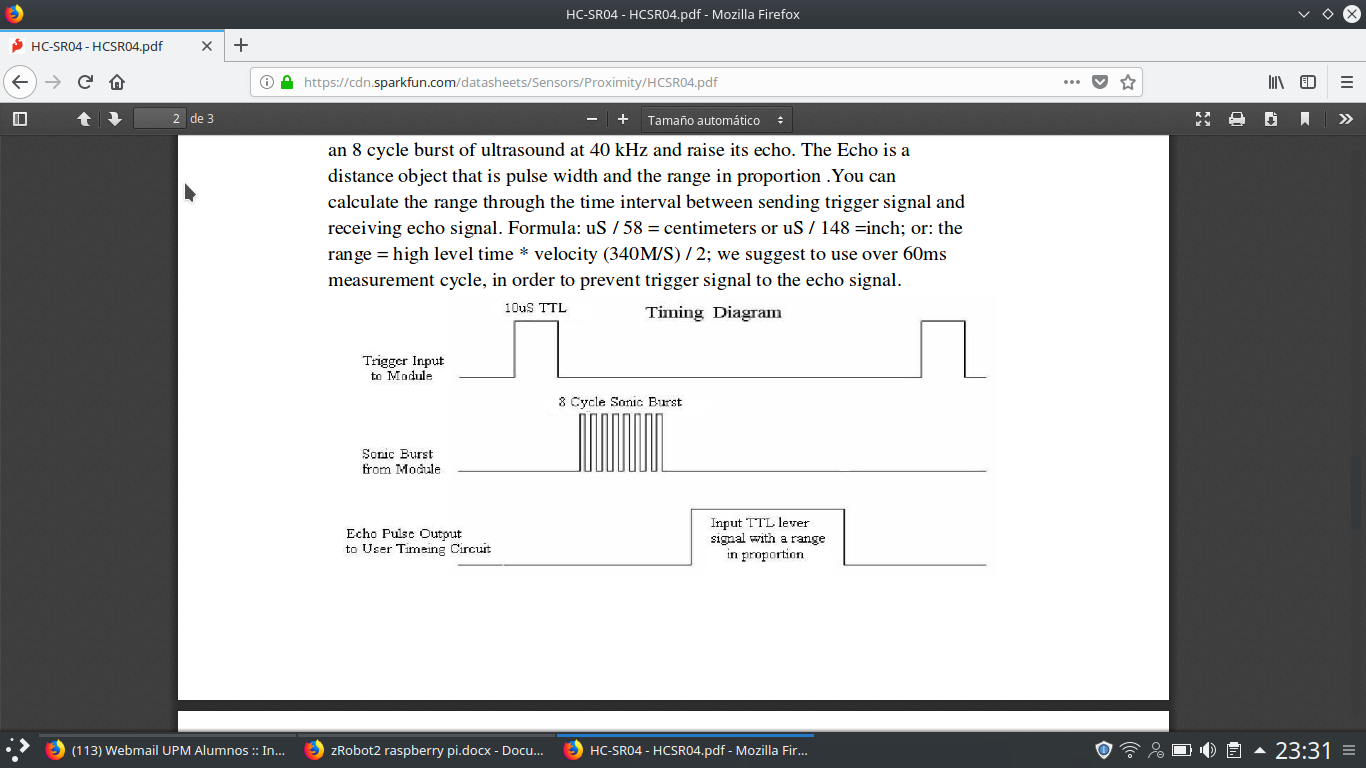 HC-SR04 - HCSR04.pdf - Mozilla Firefox
HC-SR04 - HCSR04.pdf
https://cdn.sparkfun.com/datasheets/Sensors/Proximity/HCSR04.pdf
2 de 3
Tamaño automático
an 8 cycle burst of ultrasound at 40 kHz and raise its echo. The Echo is a
distance object that is pulse width and the range in proportion .You can
calculate the range through the time interval between sending trigger signal and
receiving echo signal. Formula: uS / 58 = centimeters or uS / 148 =inch; or: the
range = high level time * velocity (340M/S) / 2; we suggest to use over 60ms
measurement cycle, in order to prevent trigger signal to the echo signal.
10uS TTL
Timing Diagram
Trigger Input
to Module
8 Cycle Sonic Burst
Sonic Burst
from Module
Echo Pulse Output
to User Timeing Circuit
Input TTL lever
signal with a range
in proportion
(113) Webmail UPM Alumnos :: In...
zRobot2 raspberry pi.docx - Docu...
HC-SR04 - HCSR04.pdf - Mozilla Fir...
23:31